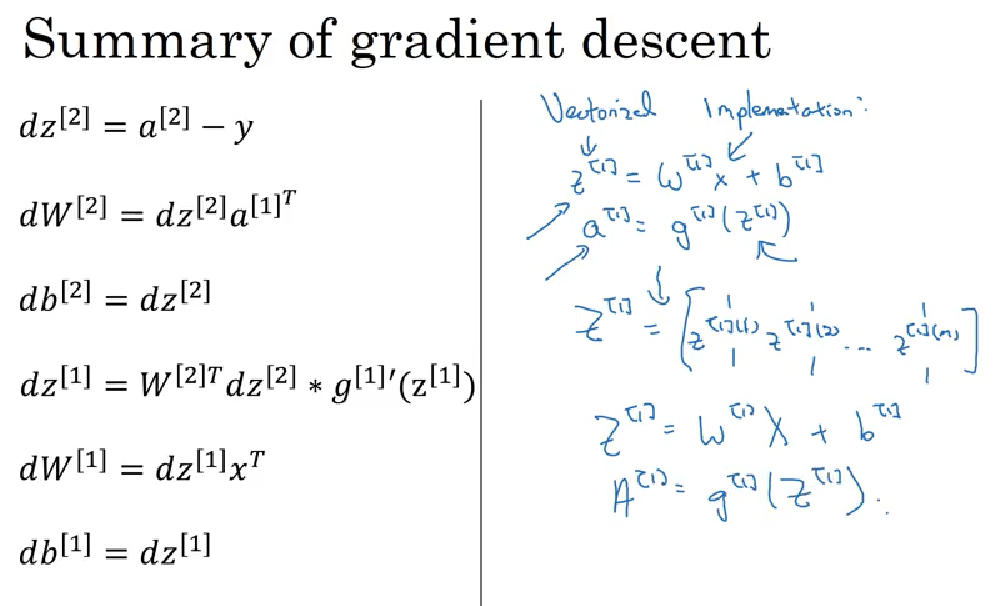 Summary of gradient descent
dz[2] = a[2] − y
dW[2] = dz[2]a[1]T
db[2] = dz[2]
dz[1] = W[2]Tdz[2] ∗ g[1]′(z[1])
dW[1] = dz[1]xT
db[1] = dz[1]
Vectorized Implementation:
z[1] = W[1]x + b[1]
a[1] = g[1](z[1])
Z[1] = [z[1](1) z[1](2) ... z[1](m)]
Z[1] = W[1]X + b[1]
A[1] = g[1](Z[1]).